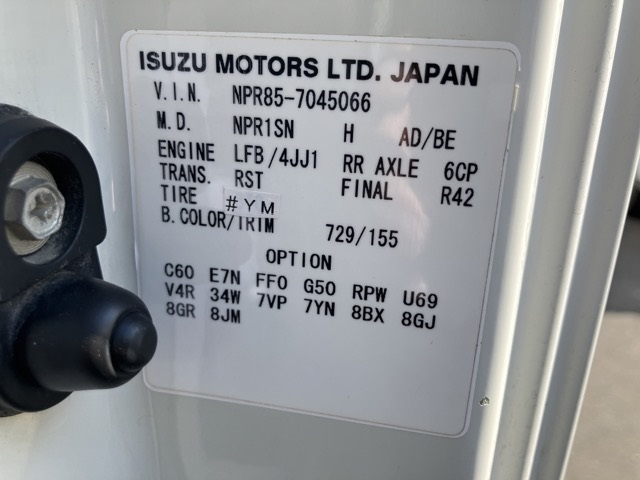 ISUZU MOTORS LTD. JAPAN
V.I.N. NPR85-7045066
M.D. NPR1SN H AD/BE
ENGINE LFB/4JJ1 RR AXLE 6CP
TRANS. RST FINAL R42
TIRE #YM
B.COLOR/TRIM 729/155
OPTION
C60 E7N FF0 G50 RPW U69
V4R 34W 7VP 7YN 8BX 8GJ
8GR 8JM